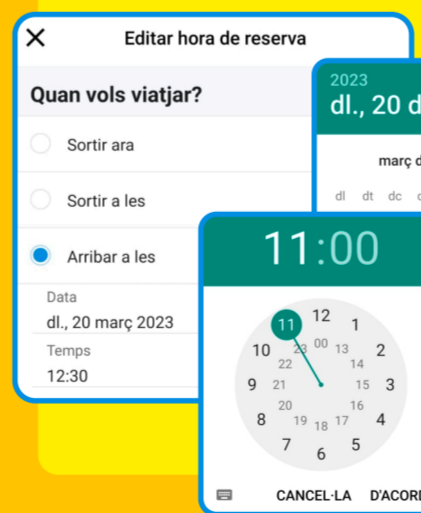 Editar hora de reserva
Quan vols viatjar?
Sortir ara
Sortir a les
Arribar a les
Data
dl., 20 març 2023
Temps
12:30
2023
dl., 20 d
març d
dl dt dc
11:00
12
11 1
00
23 13
10 2
22 14
9 21 15 3
20 16
8 4
19 18 17
7 5
6
CANCEL·LA D'ACORD